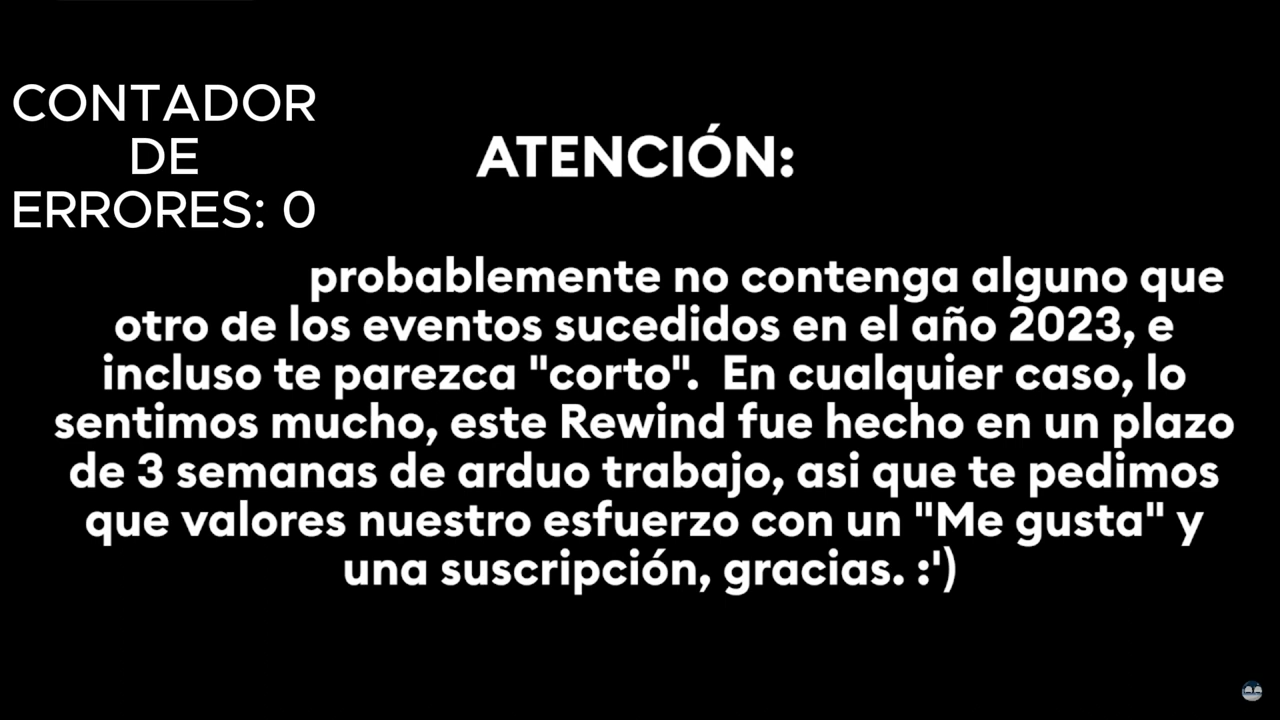 CONTADOR
DE
ERRORES: 0
ATENCIÓN:
probablemente no contenga alguno que
otro de los eventos sucedidos en el año 2023, e
incluso te parezca "corto".  En cualquier caso, lo
sentimos mucho, este Rewind fue hecho en un plazo
de 3 semanas de arduo trabajo, asi que te pedimos
que valores nuestro esfuerzo con un "Me gusta" y
una suscripción, gracias. :')